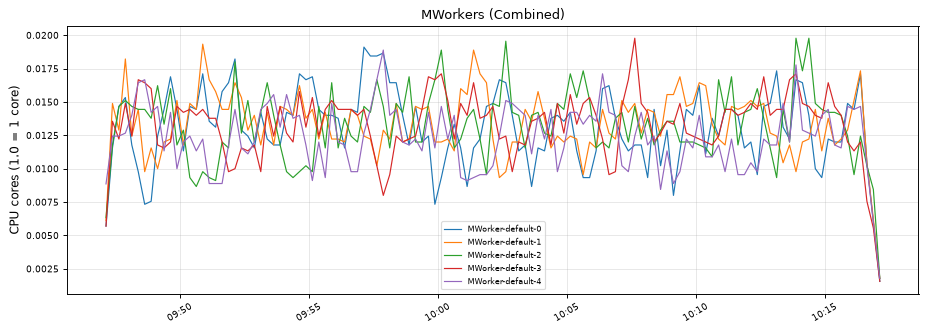 MWorkers (Combined)
CPU cores (1.0 = 1 core)
0.0200
0.0175
0.0150
0.0125
0.0100
0.0075
0.0050
0.0025
MWorker-default-0
MWorker-default-1
MWorker-default-2
MWorker-default-3
MWorker-default-4
09:50
09:55
10:00
10:05
10:10
10:15